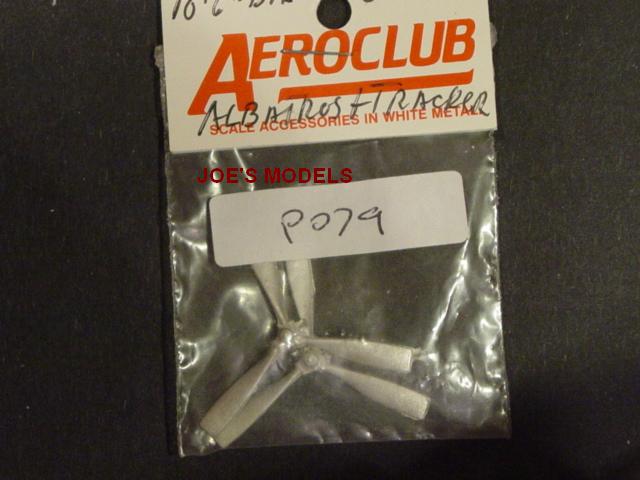 AEROCLUB
ALBATROS + TRACKER
SCALE ACCESSORIES IN WHITE METAL
JOE'S MODELS
P079